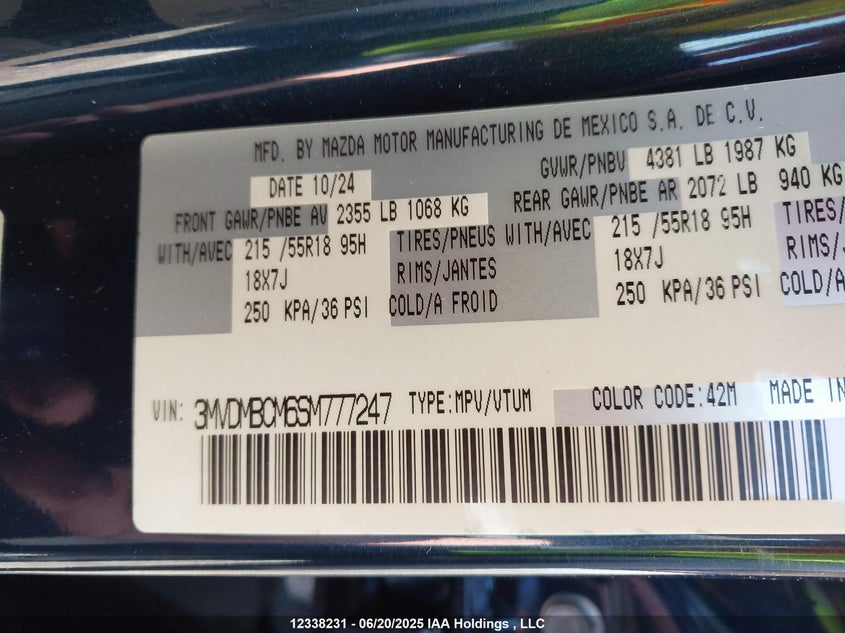 MFD. BY MAZDA MOTOR MANUFACTURING DE MEXICO S.A. DE C.V.
DATE 10/24 GVWR/PNBV 4381 LB 1987 KG
FRONT GAWR/PNBE AV 2355 LB 1068 KG REAR GAWR/PNBE AR 2072 LB 940 KG
WITH/AVEC 215 /55R18 95H TIRES/PNEUS WITH/AVEC 215 /55R18 95H TIRES/
18X7J RIMS/JANTES 18X7J RIMS/
250 KPA/36 PSI COLD/A FROID 250 KPA/36 PSI COLD/A
VIN: 3MVDMBCM6SM777247 TYPE:MPV/VTUM COLOR CODE:42M MADE IN
12338231 - 06/20/2025 IAA Holdings , LLC